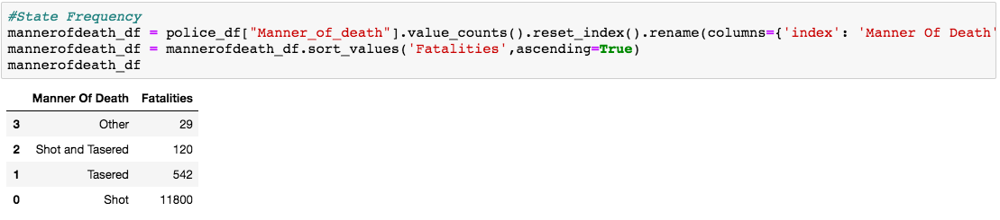 #State Frequency
mannerofdeath_df = police_df["Manner_of_death"].value_counts().reset_index().rename(columns={'index': 'Manner Of Death'
mannerofdeath_df = mannerofdeath_df.sort_values('Fatalities',ascending=True)
mannerofdeath_df
Manner Of Death Fatalities
3 Other 29
2 Shot and Tasered 120
1 Tasered 542
0 Shot 11800